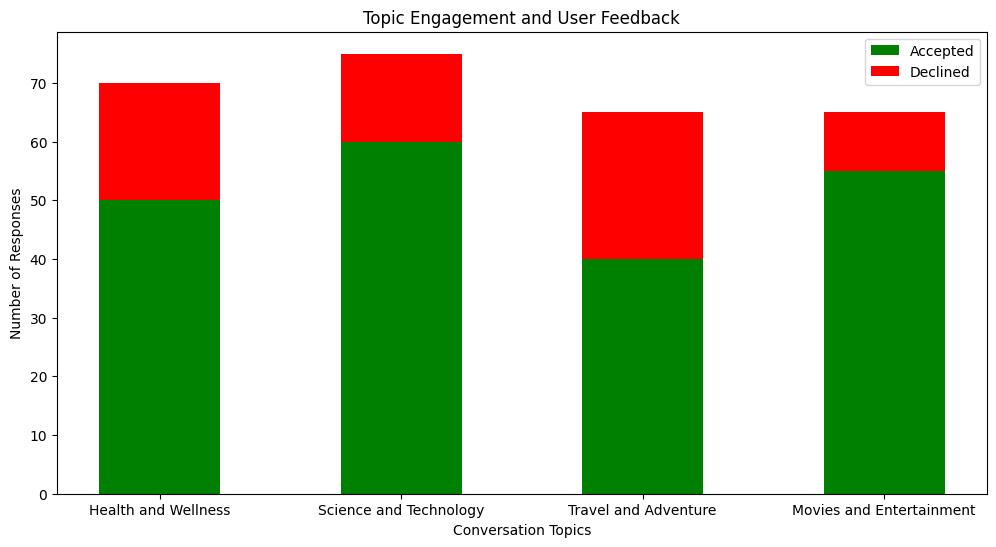 Topic Engagement and User Feedback
Accepted
Declined
Number of Responses
70
60
50
40
30
20
10
0
Health and Wellness
Science and Technology
Travel and Adventure
Movies and Entertainment
Conversation Topics